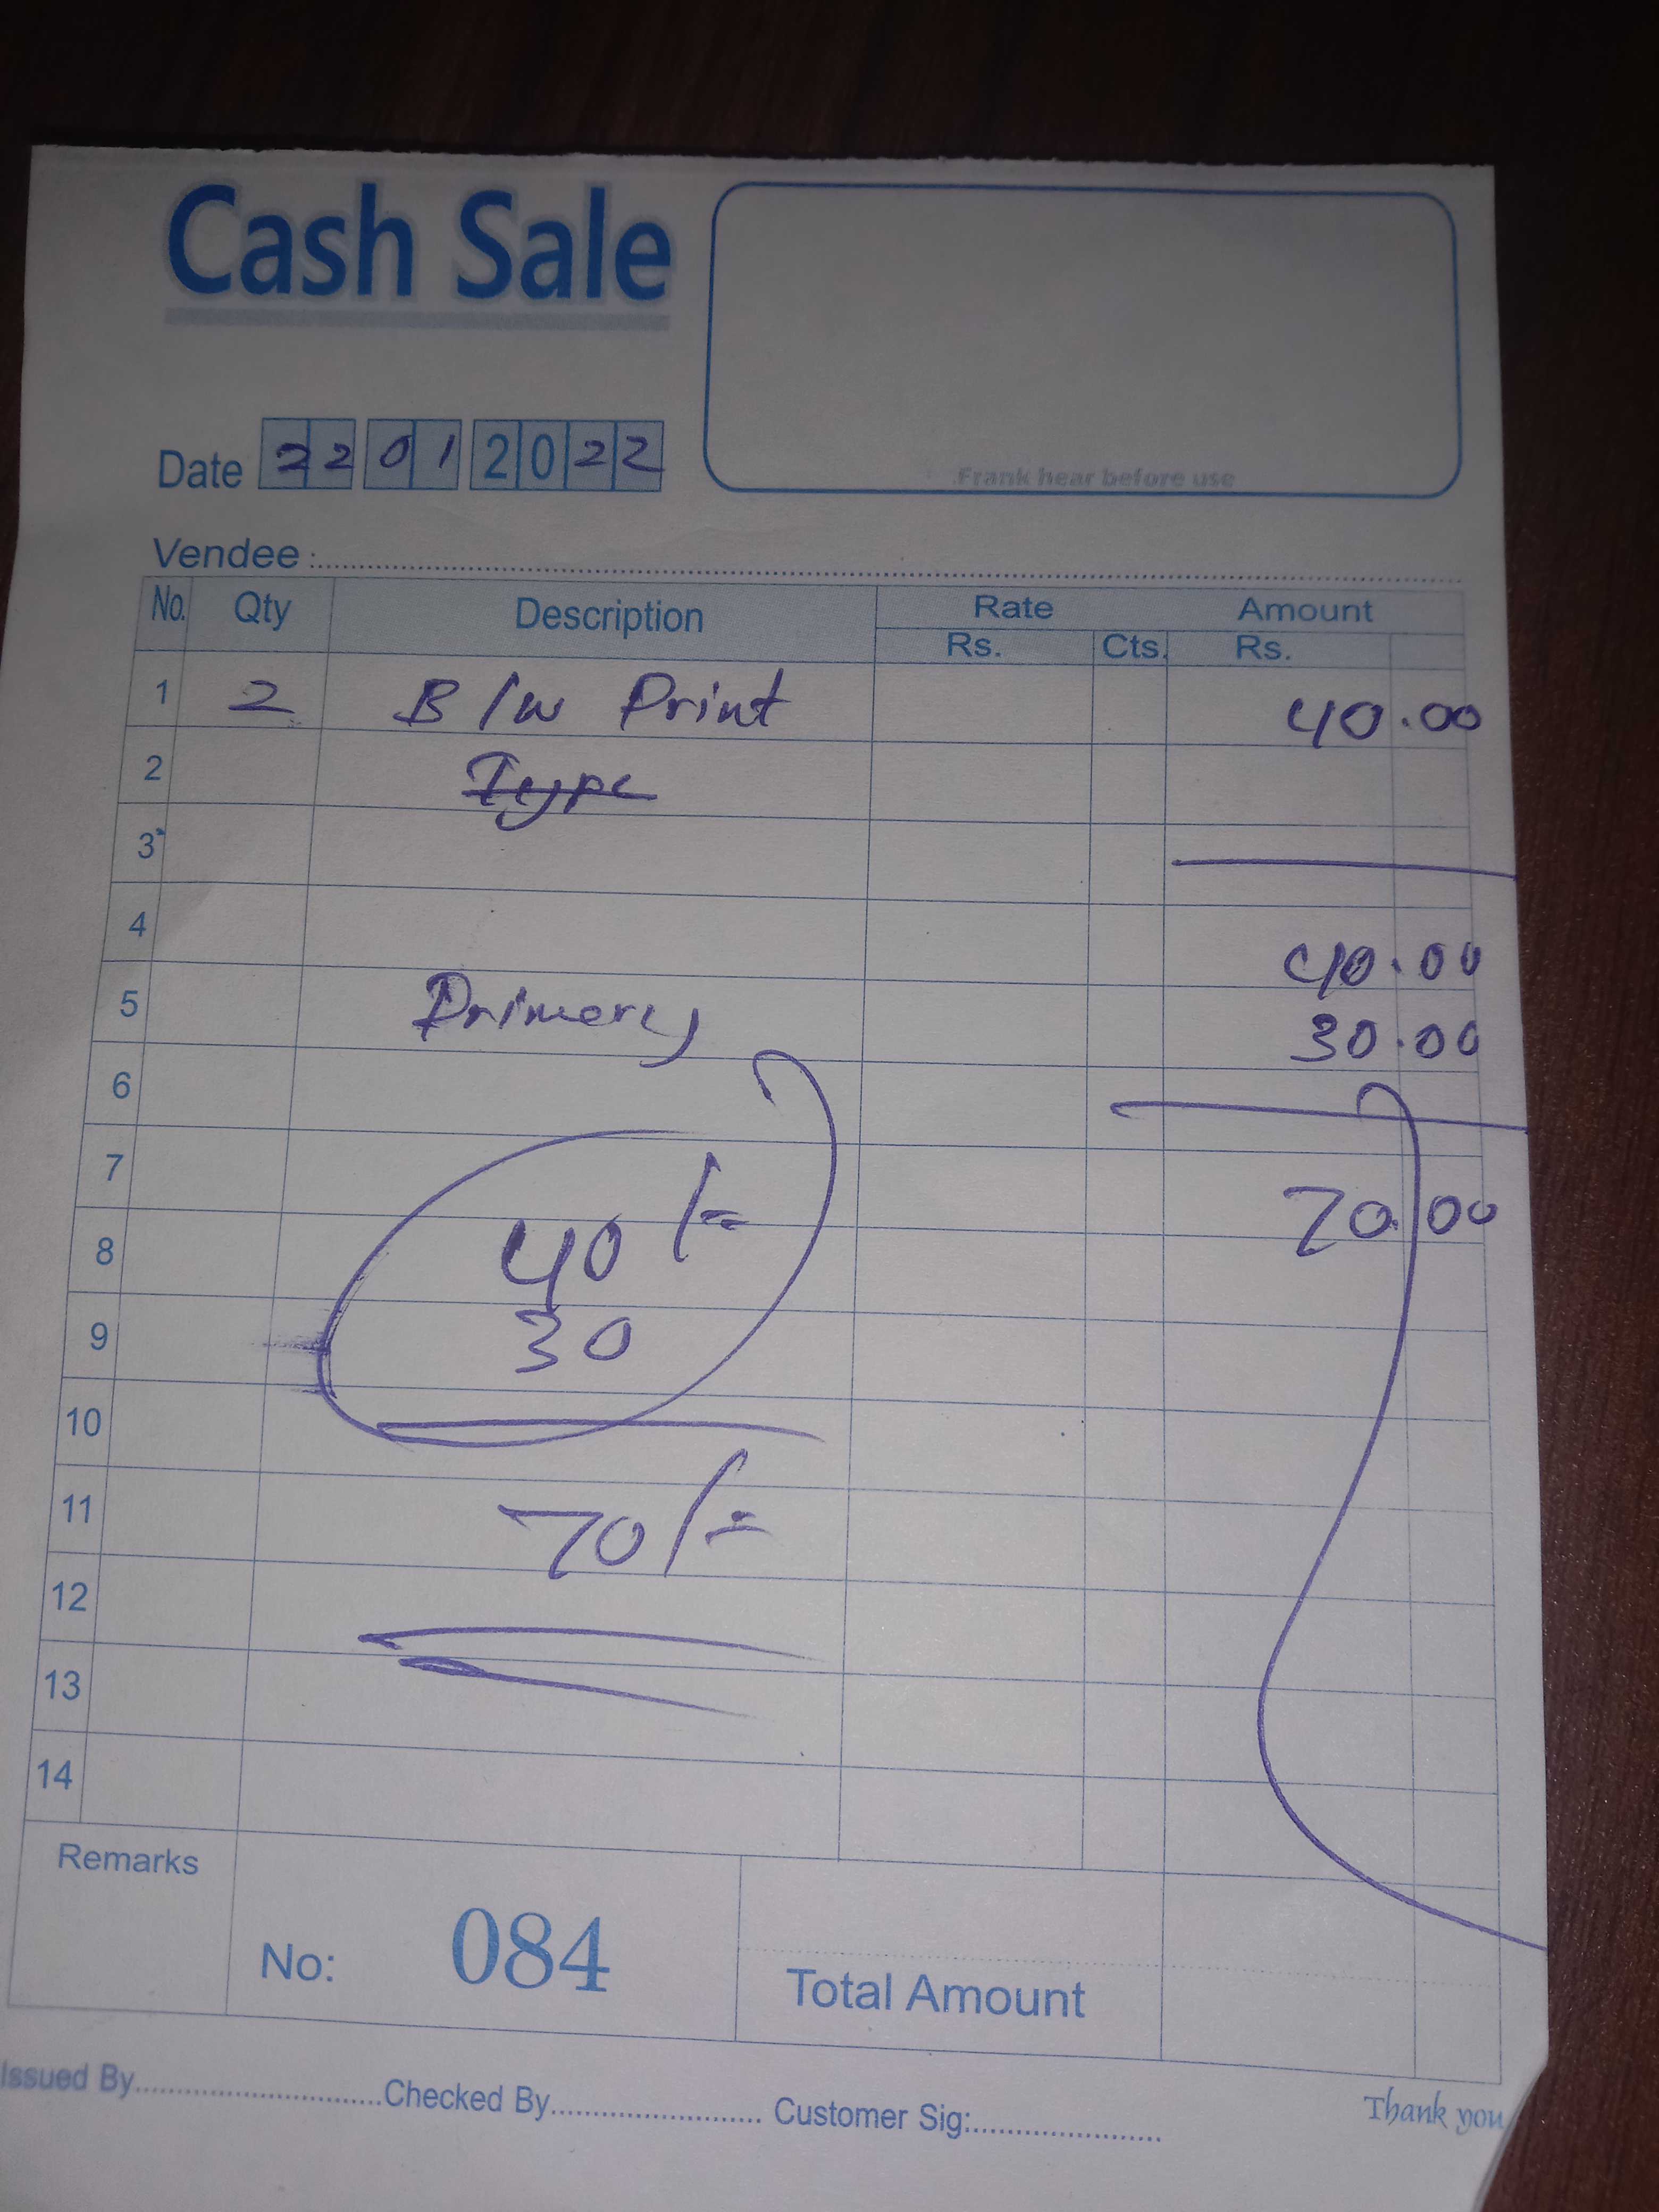 Cash Sale
Frank hear before use
Date 22 01 2022
Vendee :
No. Qty Description Rate Amount
Rs. Cts. Rs.
1 2 B/W Print 40.00
2 Type
3
4 40.00
5 Primery 30.00
6
7 70.00
8 40/=
9 30
10
11 70/=
12
13
14
Remarks
No: 084
Total Amount
Issued By Checked By Customer Sig:
Thank you